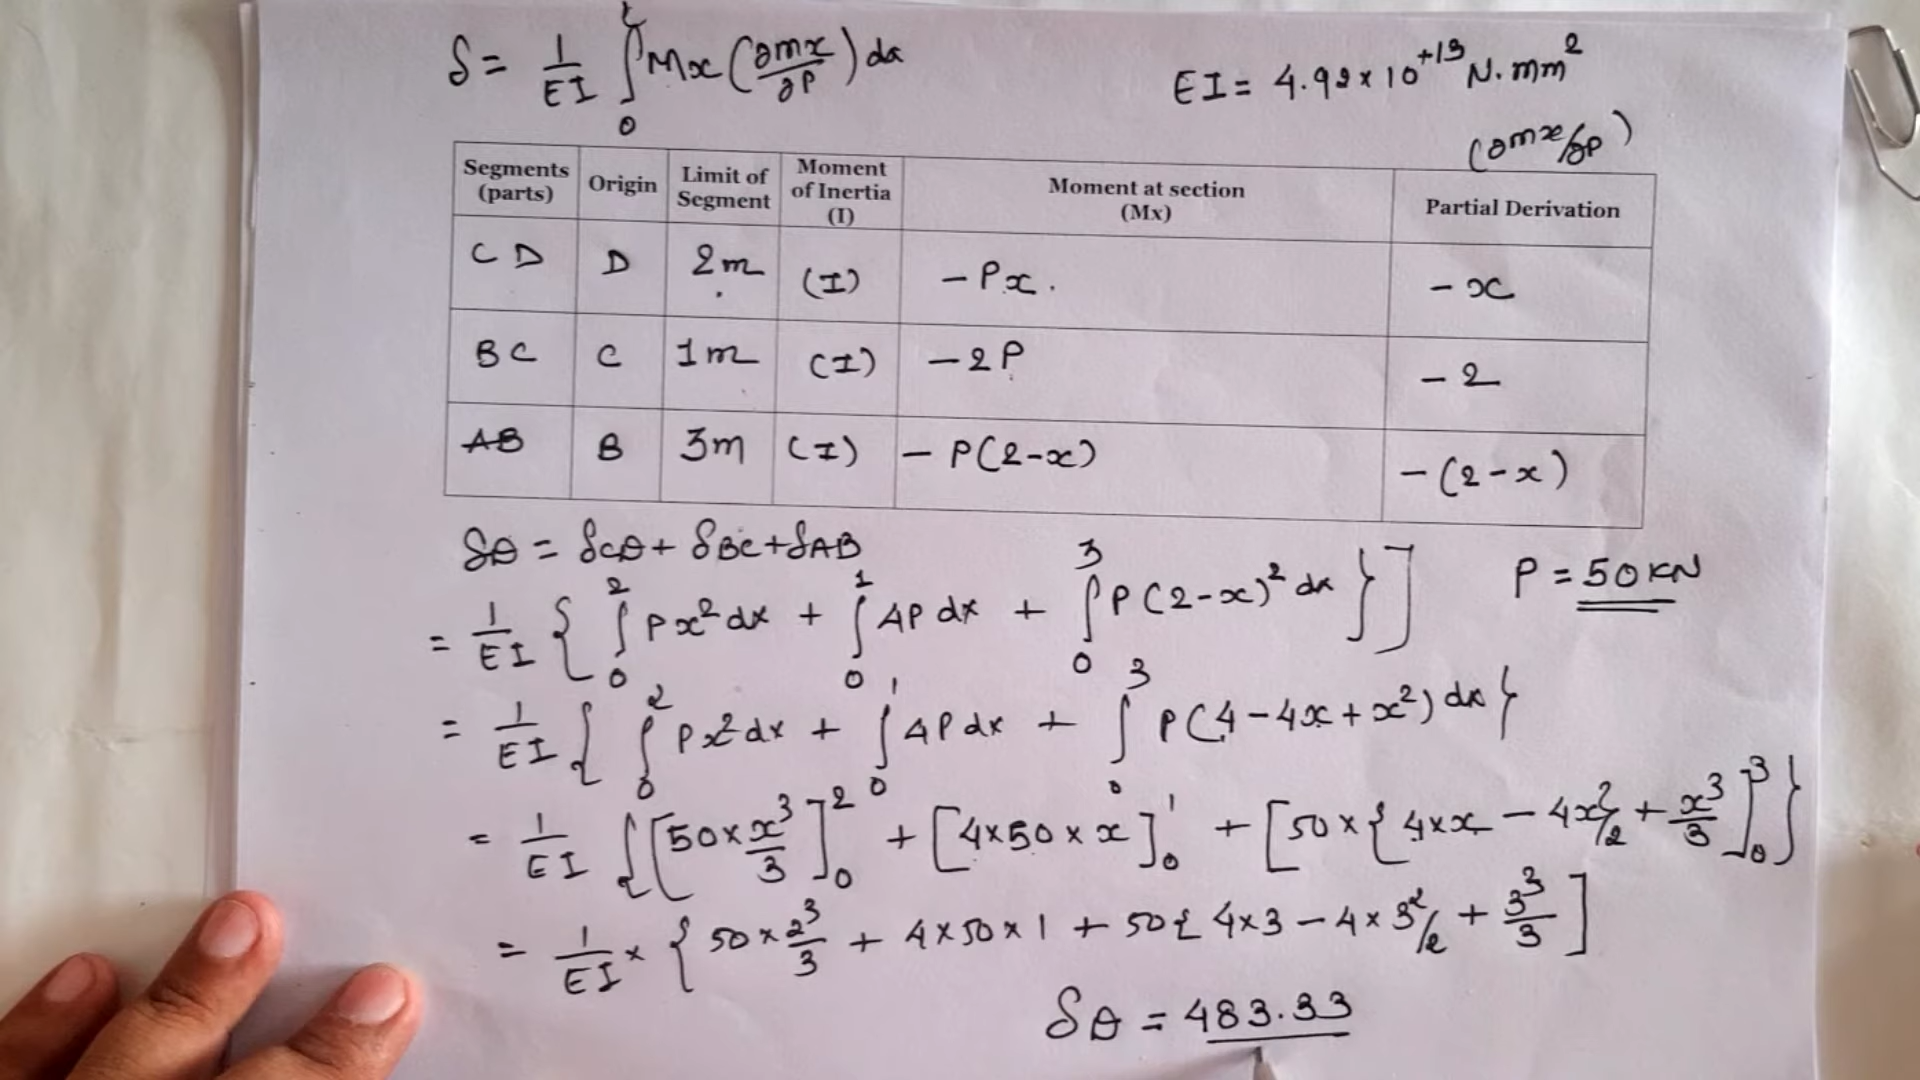 δ = 1/EI ∫₀ Mx (∂mx/∂P) dx
EI = 4.92 × 10⁺¹³ N.mm²
(∂mx/∂P)
Segments (parts) | Origin | Limit of Segment | Moment of Inertia (I) | Moment at section (Mx) | Partial Derivation
CD | D | 2m | (I) | - Px. | - x
BC | C | 1m | (I) | - 2P | - 2
AB | B | 3m | (I) | - P(2-x) | - (2-x)
δD = δCD + δBC + δAB
P = 50 KN
= 1/EI { ∫₀² Px² dx + ∫₀¹ 4P dx + ∫₀³ P(2-x)² dx } ]
= 1/EI { ∫₀² Px² dx + ∫₀¹ 4P dx + ∫₀³ P(4-4x+x²) dx }
= 1/EI { [50 × x³/3]₀² + [4×50×x]₀¹ + [50 × { 4×x - 4x²/2 + x³/3 ]₀³ }
= 1/EI × { 50 × 2³/3 + 4×50×1 + 50 { 4×3 - 4×3²/2 + 3³/3 ]
δD = 483.33